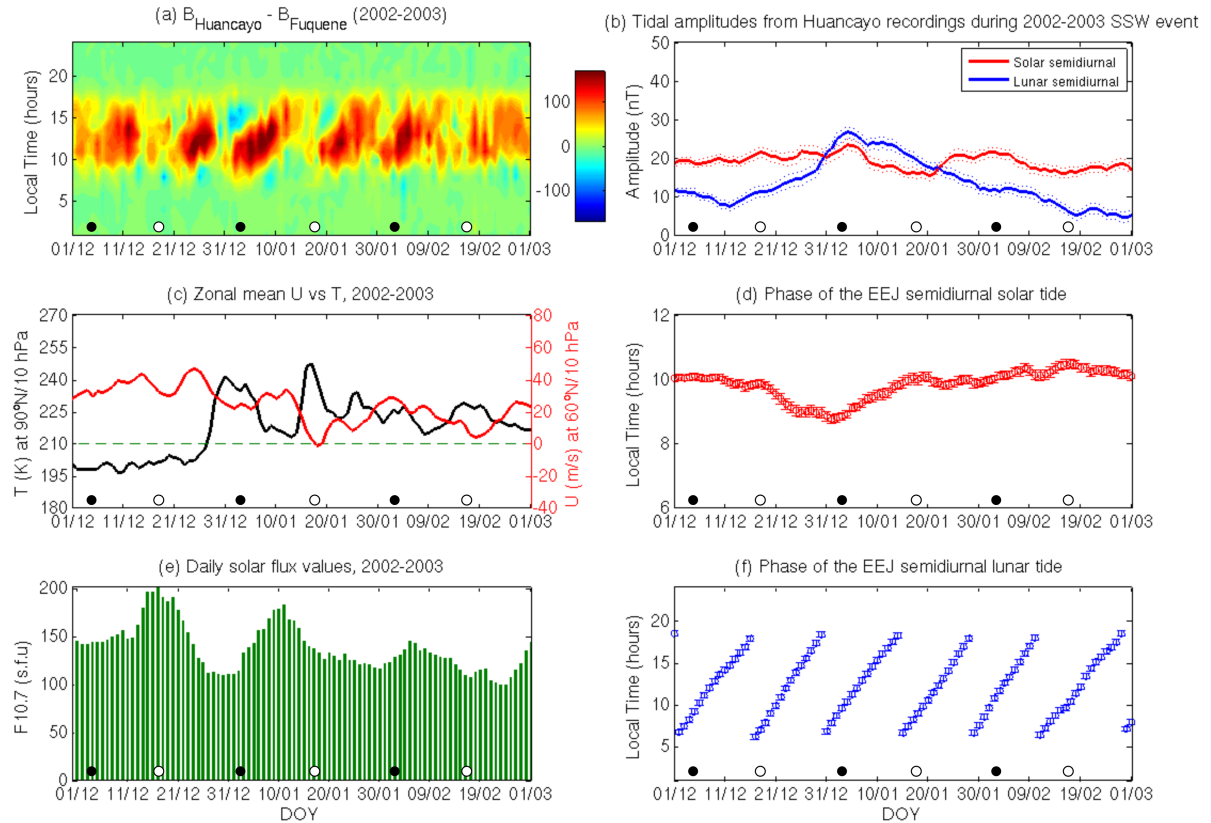 (a) B_Huancayo - B_Fuquene (2002-2003)
Local Time (hours)
20
15
10
5
100
0
-100
01/12 11/12 21/12 31/12 10/01 20/01 30/01 09/02 19/02 01/03
(b) Tidal amplitudes from Huancayo recordings during 2002-2003 SSW event
Amplitude (nT)
50
40
30
20
10
0
Solar semidiurnal
Lunar semidiurnal
01/12 11/12 21/12 31/12 10/01 20/01 30/01 09/02 19/02 01/03
(c) Zonal mean U vs T, 2002-2003
T (K) at 90°N/10 hPa
270
255
240
225
210
195
180
80
60
40
20
0
-20
-40
U (m/s) at 60°N/10 hPa
01/12 11/12 21/12 31/12 10/01 20/01 30/01 09/02 19/02 01/03
(d) Phase of the EEJ semidiurnal solar tide
Local Time (hours)
12
10
8
6
01/12 11/12 21/12 31/12 10/01 20/01 30/01 09/02 19/02 01/03
(e) Daily solar flux values, 2002-2003
F10.7 (s.f.u)
200
150
100
50
0
01/12 11/12 21/12 31/12 10/01 20/01 30/01 09/02 19/02 01/03
DOY
(f) Phase of the EEJ semidiurnal lunar tide
Local Time (hours)
20
15
10
5
01/12 11/12 21/12 31/12 10/01 20/01 30/01 09/02 19/02 01/03
DOY